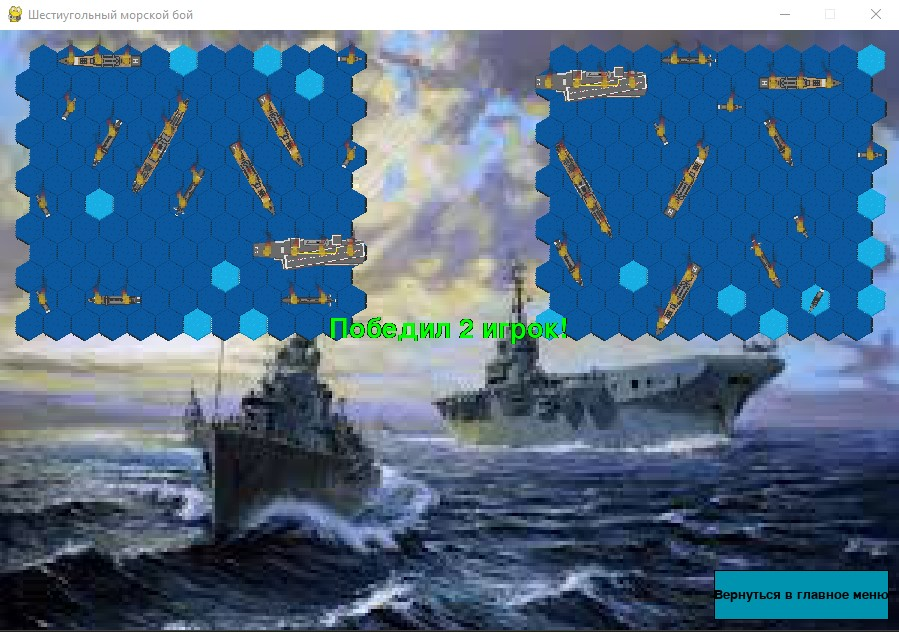 Шестиугольный морской бой
Победил 2 игрок!
Вернуться в главное меню